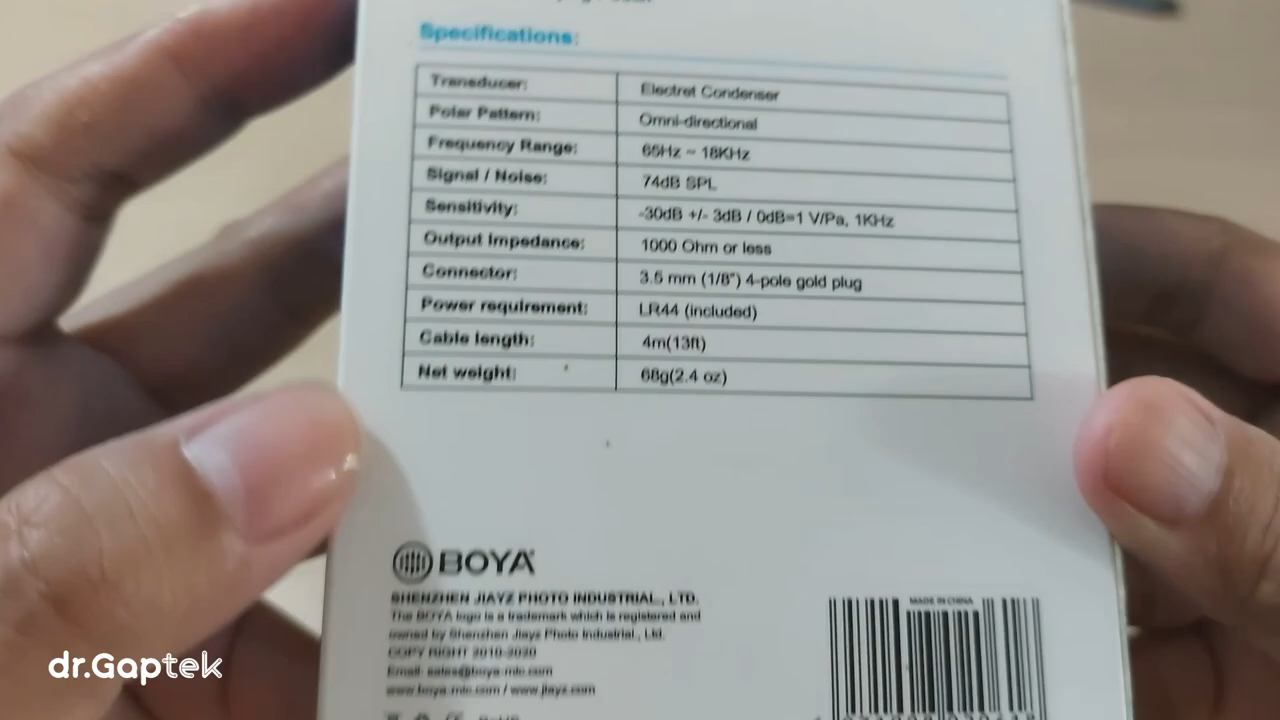 Specifications:
Transducer: Electret Condenser
Polar Pattern: Omni-directional
Frequency Range: 65Hz ~ 18KHz
Signal / Noise: 74dB SPL
Sensitivity: -30dB +/- 3dB / 0dB=1 V/Pa, 1KHz
Output Impedance: 1000 Ohm or less
Connector: 3.5 mm (1/8") 4-pole gold plug
Power requirement: LR44 (included)
Cable length: 4m(13ft)
Net weight: 68g(2.4 oz)
BOYA
SHENZHEN JIAYZ PHOTO INDUSTRIAL., LTD.
The BOYA logo is a trademark which is registered and
owned by Shenzhen Jiayz Photo Industrial., Ltd.
COPY RIGHT 2010-2020
Email: sales@boya-mic.com
www.boya-mic.com / www.jiayz.com
MADE IN CHINA
dr.Gaptek